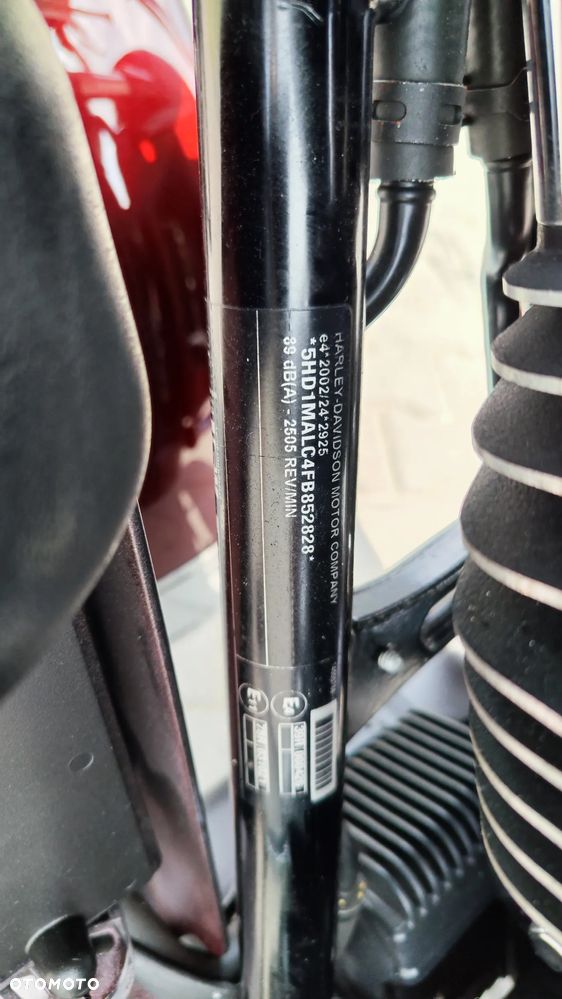 HARLEY-DAVIDSON MOTOR COMPANY
e4*2002/24*2925
*5HD1MALC4FB852828*
89 dB(A) - 2505 REV/MIN
OTOMOTO